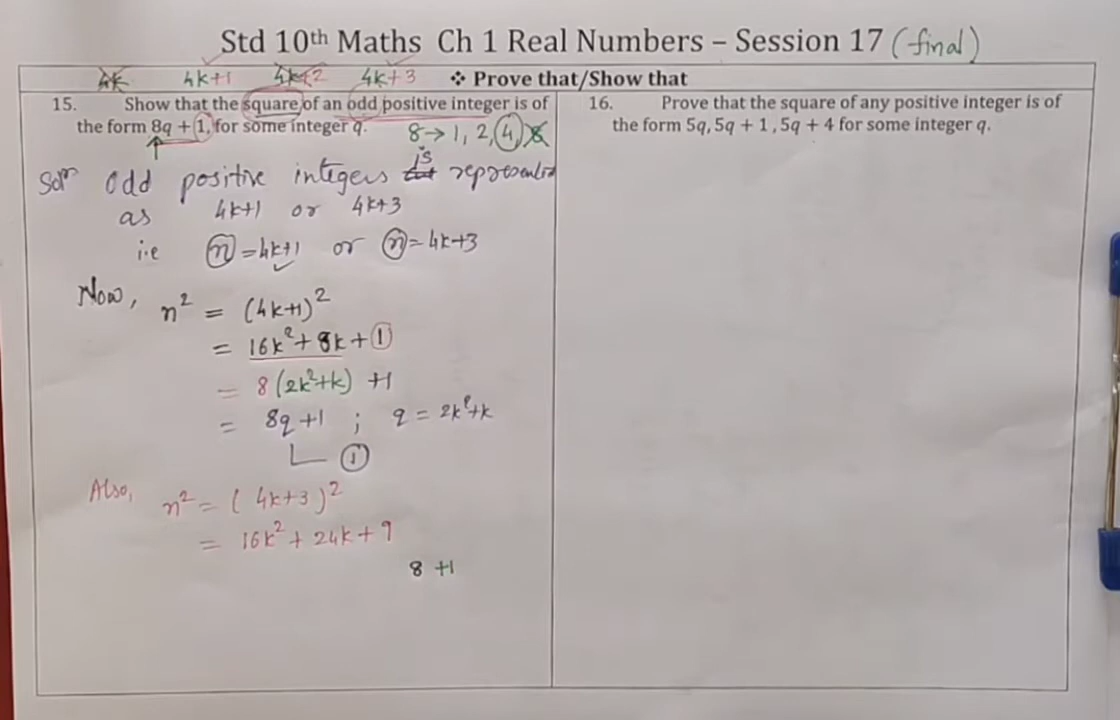 Std 10th Maths Ch 1 Real Numbers – Session 17 (final)
4k 4k+1 4k+2 4k+3 ❖ Prove that/Show that
15. Show that the square of an odd positive integer is of
the form 8q + 1, for some integer q.
8→ 1, 2, 4, 8
Solⁿ Odd positive integers is represented
as 4k+1 or 4k+3
i.e n = 4k+1 or n = 4k+3
Now, n² = (4k+1)²
= 16k² + 8k + 1
= 8(2k²+k) +1
= 8q +1 ; q = 2k²+k
1
Also, n² = (4k+3)²
= 16k² + 24k + 9
8 +1
16. Prove that the square of any positive integer is of
the form 5q, 5q + 1 , 5q + 4 for some integer q.